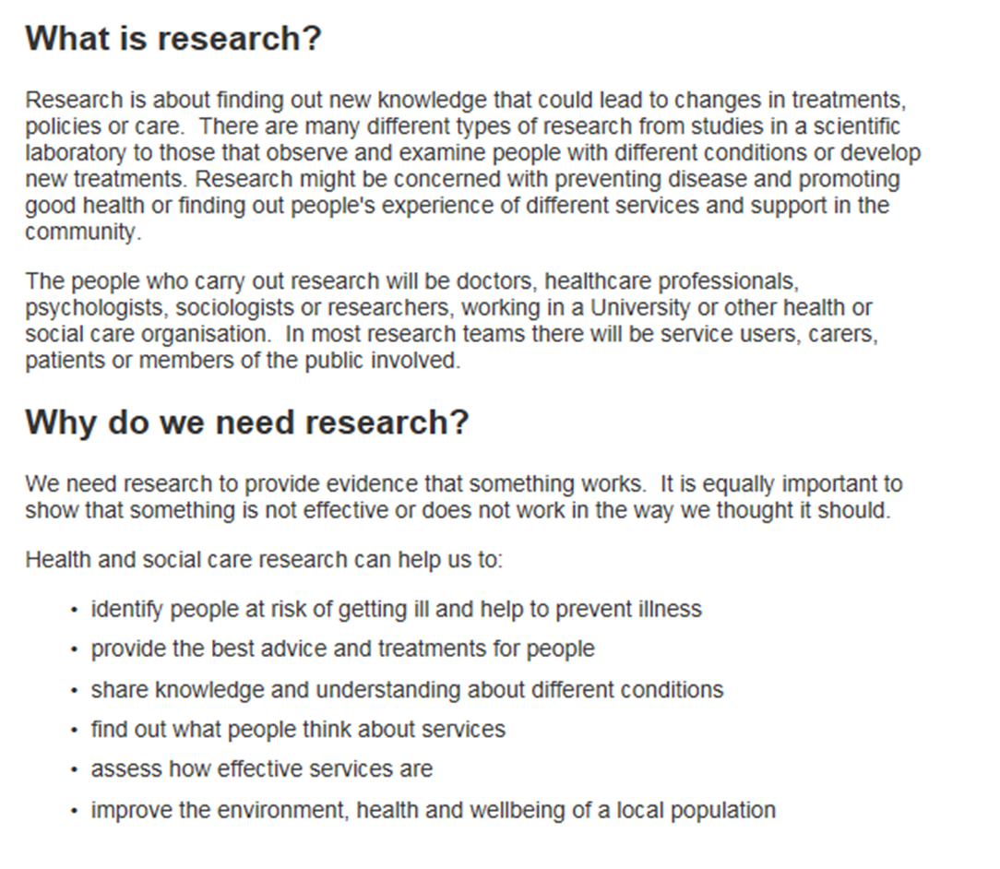 What is research?
Research is about finding out new knowledge that could lead to changes in treatments,
policies or care.  There are many different types of research from studies in a scientific
laboratory to those that observe and examine people with different conditions or develop
new treatments. Research might be concerned with preventing disease and promoting
good health or finding out people's experience of different services and support in the
community.
The people who carry out research will be doctors, healthcare professionals,
psychologists, sociologists or researchers, working in a University or other health or
social care organisation.  In most research teams there will be service users, carers,
patients or members of the public involved.
Why do we need research?
We need research to provide evidence that something works.  It is equally important to
show that something is not effective or does not work in the way we thought it should.
Health and social care research can help us to:
• identify people at risk of getting ill and help to prevent illness
• provide the best advice and treatments for people
• share knowledge and understanding about different conditions
• find out what people think about services
• assess how effective services are
• improve the environment, health and wellbeing of a local population